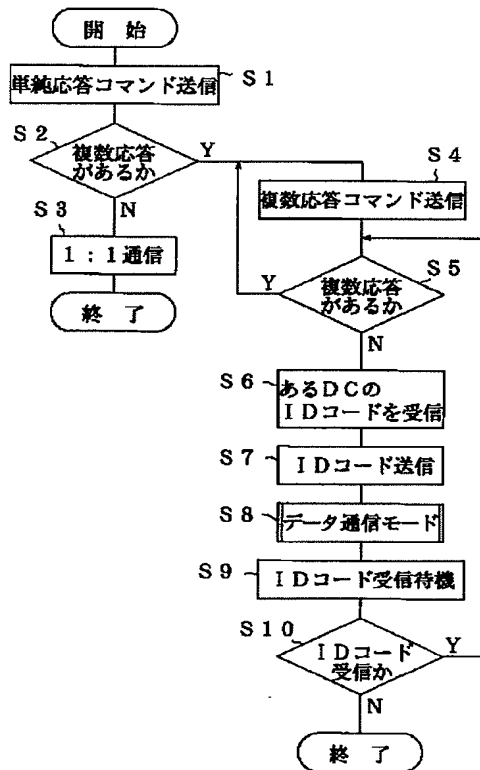 開 始
単純応答コマンド送信
S1
S2
複数応答
があるか
Y
N
S3
1:1通信
終 了
S4
複数応答コマンド送信
S5
複数応答
があるか
Y
N
S6
あるDCの
IDコードを受信
S7
IDコード送信
S8
データ通信モード
S9
IDコード受信待機
S10
IDコード
受信か
Y
N
終 了